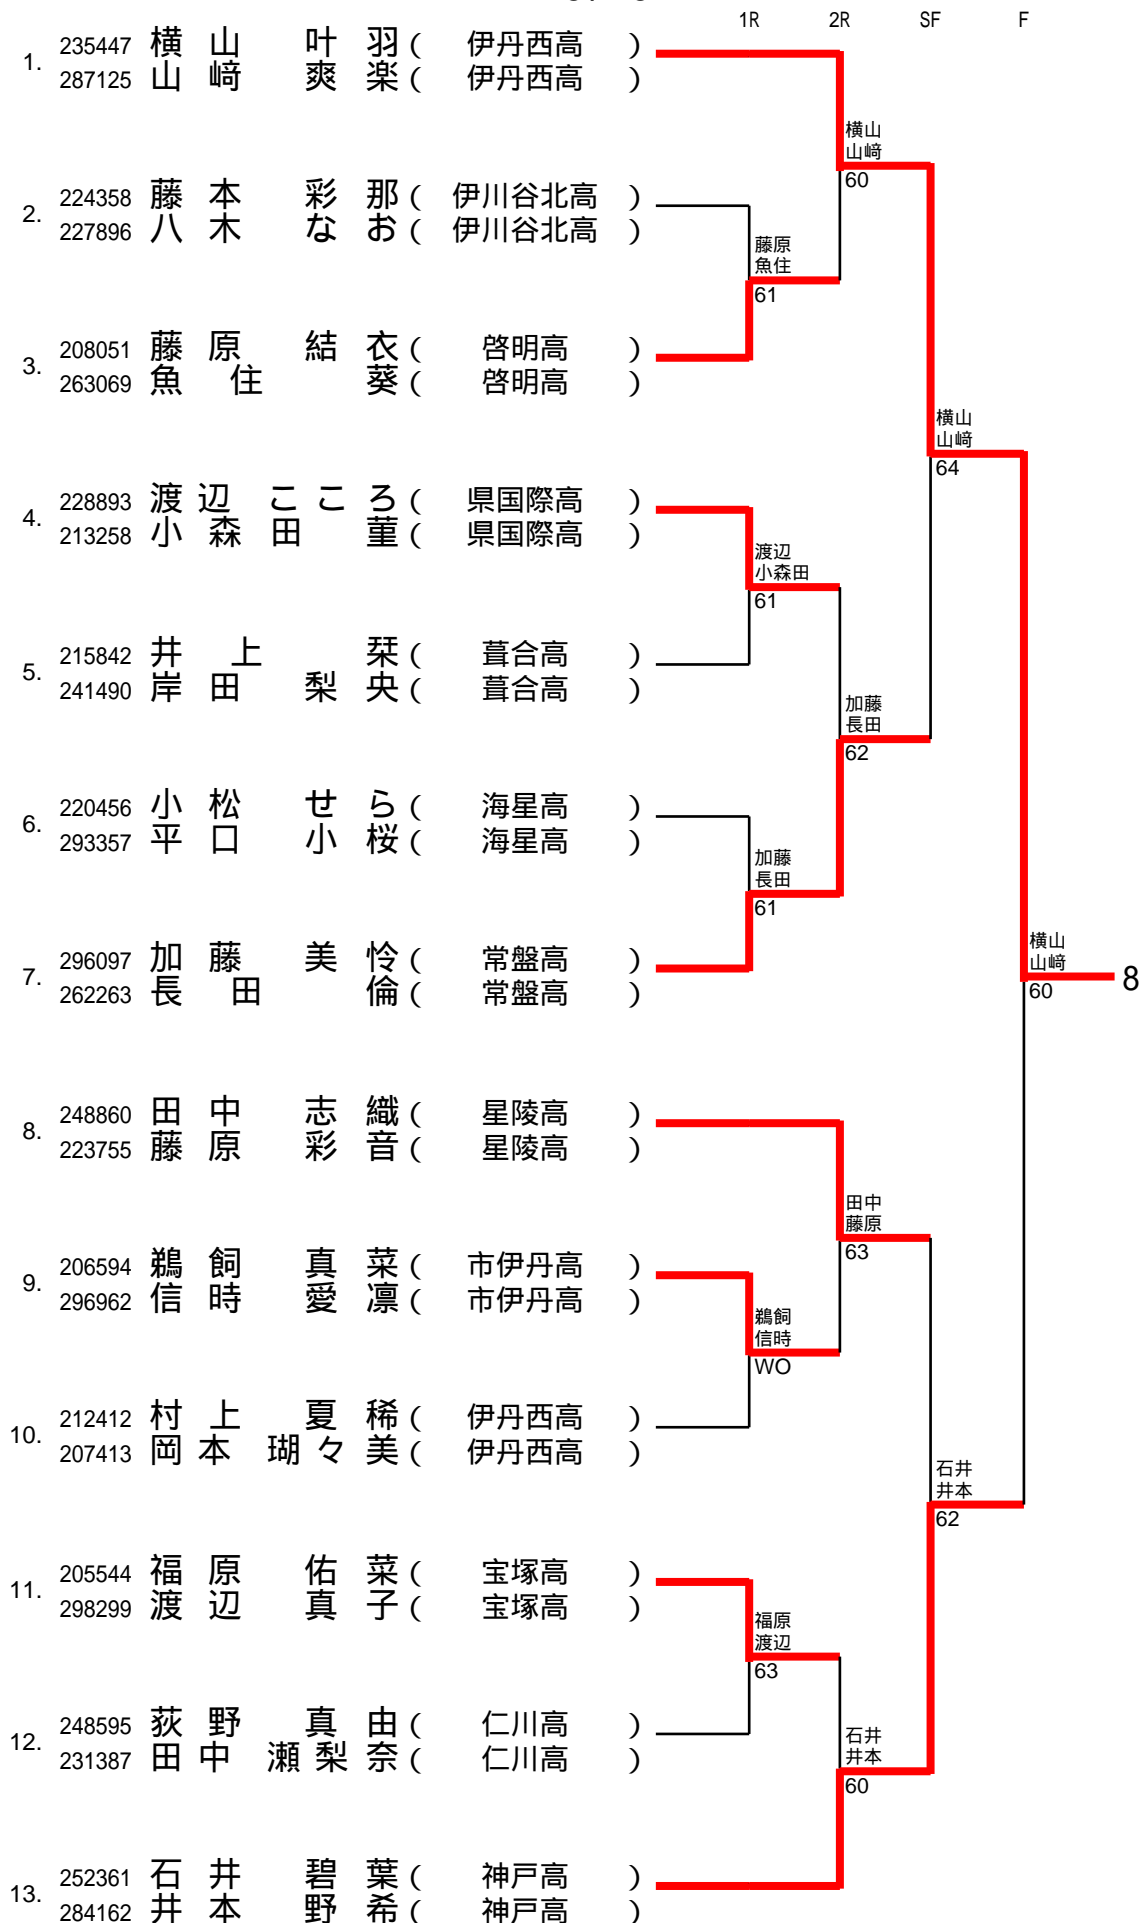 1R 2R SF F
1. 235447 横山 叶羽 ( 伊丹西高 )
287125 山﨑 爽楽 ( 伊丹西高 )
横山
山﨑
60
2. 224358 藤本 彩那 ( 伊川谷北高 )
227896 八木 なお ( 伊川谷北高 )
藤原
魚住
61
3. 208051 藤原 結衣 ( 啓明高 )
263069 魚住 葵 ( 啓明高 )
横山
山﨑
64
4. 228893 渡辺 こころ ( 県国際高 )
213258 小森田 菫 ( 県国際高 )
渡辺
小森田
61
5. 215842 井上 栞 ( 葺合高 )
241490 岸田 梨央 ( 葺合高 )
加藤
長田
62
6. 220456 小松 せら ( 海星高 )
293357 平口 小桜 ( 海星高 )
加藤
長田
61
7. 296097 加藤 美怜 ( 常盤高 )
262263 長田 倫 ( 常盤高 )
横山
山﨑
60
8
8. 248860 田中 志織 ( 星陵高 )
223755 藤原 彩音 ( 星陵高 )
田中
藤原
63
9. 206594 鵜飼 真菜 ( 市伊丹高 )
296962 信時 愛凛 ( 市伊丹高 )
鵜飼
信時
WO
10. 212412 村上 夏稀 ( 伊丹西高 )
207413 岡本 瑚々美 ( 伊丹西高 )
石井
井本
62
11. 205544 福原 佑菜 ( 宝塚高 )
298299 渡辺 真子 ( 宝塚高 )
福原
渡辺
63
12. 248595 荻野 真由 ( 仁川高 )
231387 田中 瀬梨奈 ( 仁川高 )
石井
井本
60
13. 252361 石井 碧葉 ( 神戸高 )
284162 井本 野希 ( 神戸高 )